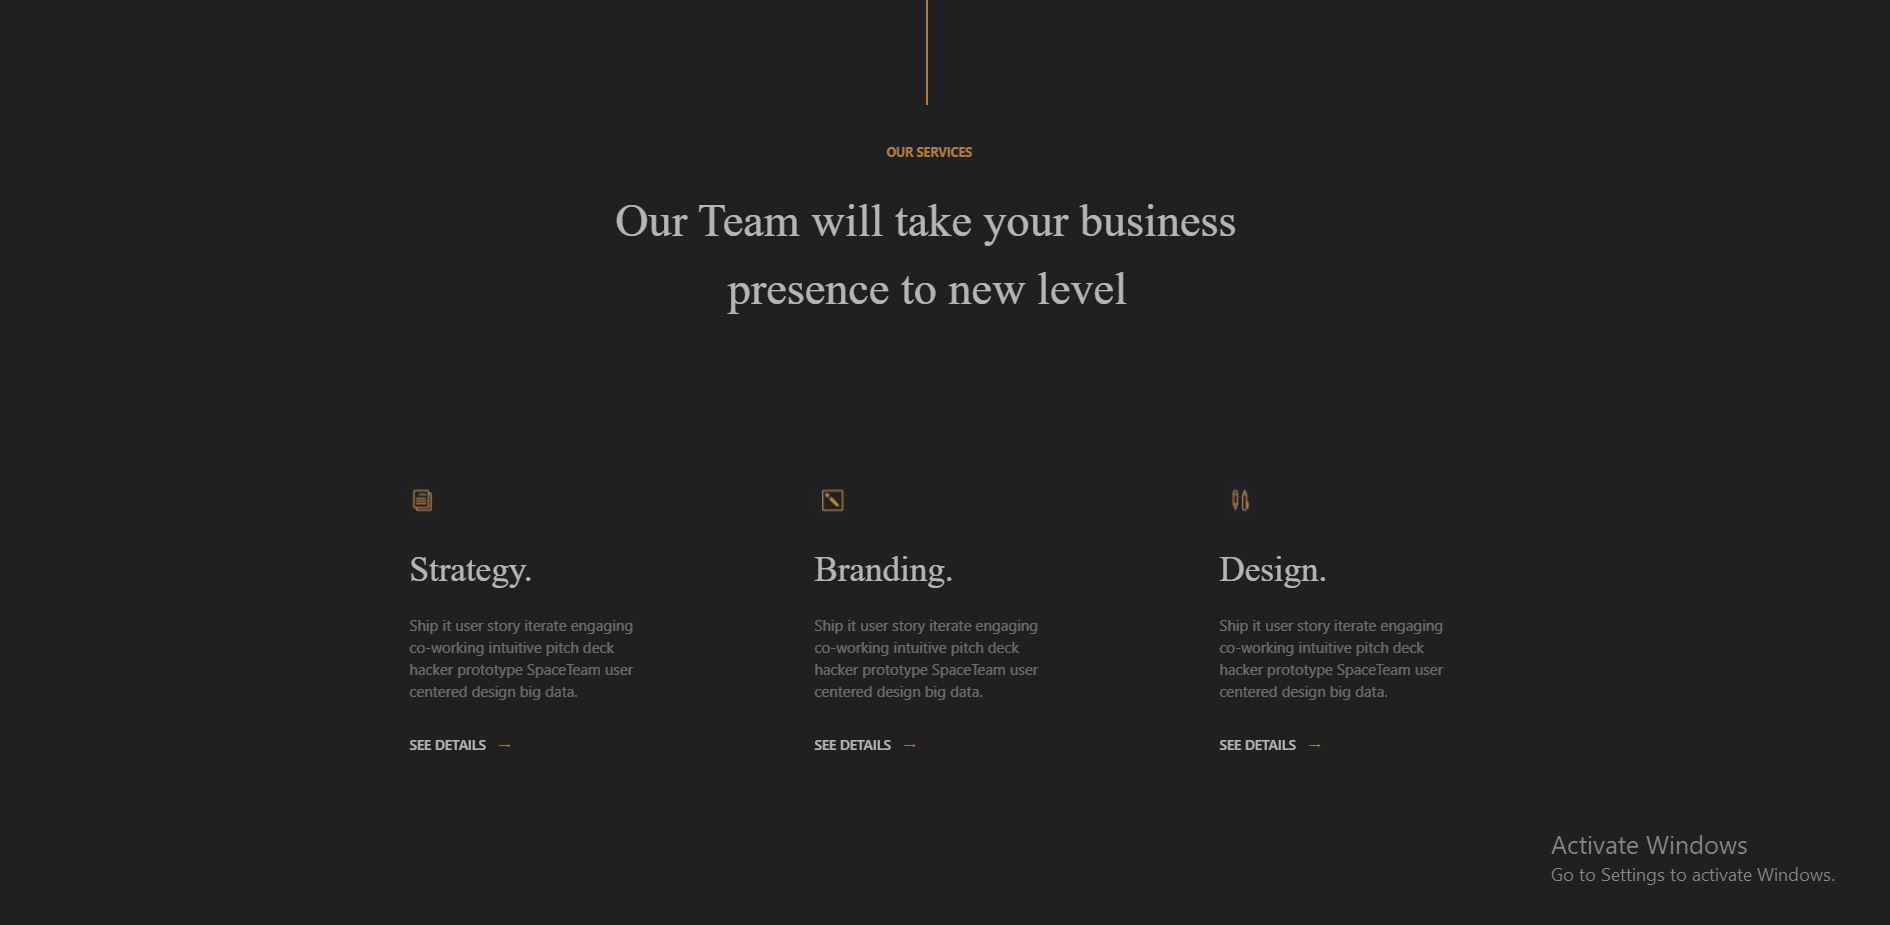 OUR SERVICES
Our Team will take your business
presence to new level
Strategy.
Ship it user story iterate engaging
co-working intuitive pitch deck
hacker prototype SpaceTeam user
centered design big data.
SEE DETAILS →
Branding.
Ship it user story iterate engaging
co-working intuitive pitch deck
hacker prototype SpaceTeam user
centered design big data.
SEE DETAILS →
Design.
Ship it user story iterate engaging
co-working intuitive pitch deck
hacker prototype SpaceTeam user
centered design big data.
SEE DETAILS →
Activate Windows
Go to Settings to activate Windows.